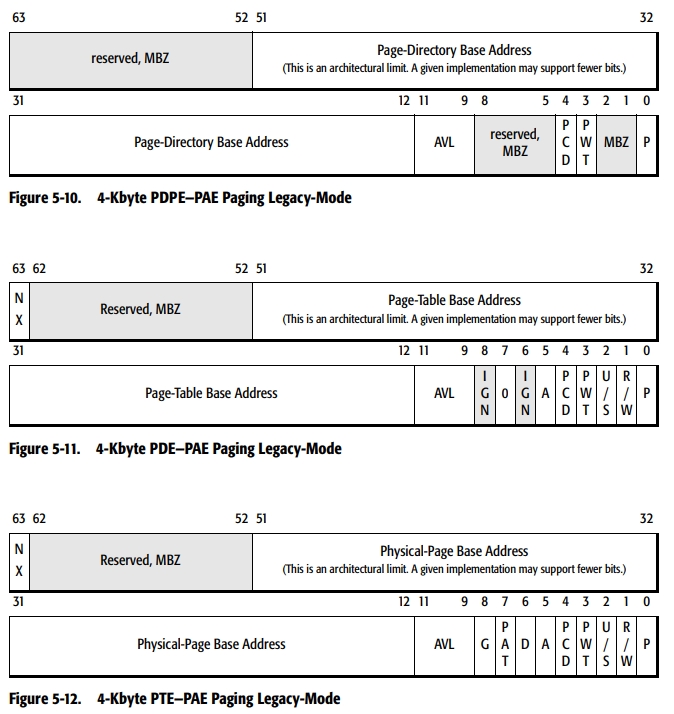 63 52 51 32
reserved, MBZ
Page-Directory Base Address
(This is an architectural limit. A given implementation may support fewer bits.)
31 12 11 9 8 5 4 3 2 1 0
Page-Directory Base Address
AVL
reserved,
MBZ
PCD
PWT
MBZ
P
Figure 5-10. 4-Kbyte PDPE—PAE Paging Legacy-Mode
63 62 52 51 32
NX
Reserved, MBZ
Page-Table Base Address
(This is an architectural limit. A given implementation may support fewer bits.)
31 12 11 9 8 7 6 5 4 3 2 1 0
Page-Table Base Address
AVL
IGN
0
IGN
A
PCD
PWT
U/S
R/W
P
Figure 5-11. 4-Kbyte PDE—PAE Paging Legacy-Mode
63 62 52 51 32
NX
Reserved, MBZ
Physical-Page Base Address
(This is an architectural limit. A given implementation may support fewer bits.)
31 12 11 9 8 7 6 5 4 3 2 1 0
Physical-Page Base Address
AVL
G
PAT
D
A
PCD
PWT
U/S
R/W
P
Figure 5-12. 4-Kbyte PTE—PAE Paging Legacy-Mode